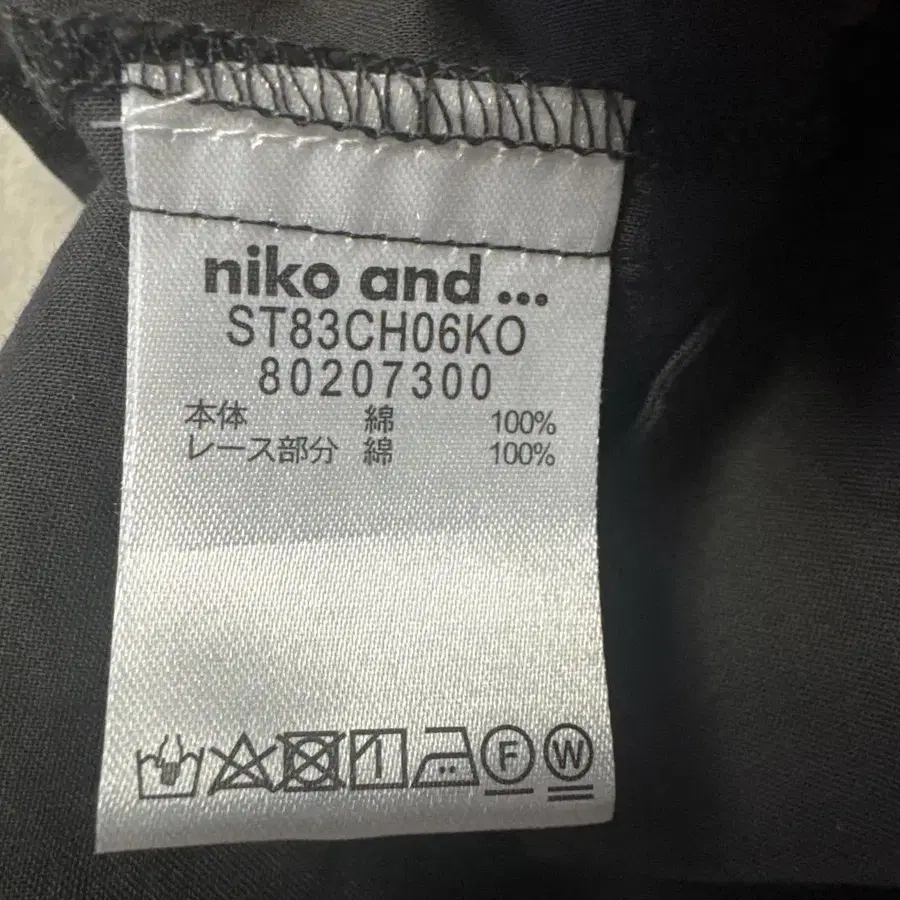 niko and ...
ST83CH06KO
80207300
本体 綿 100%
レース部分 綿 100%
F W